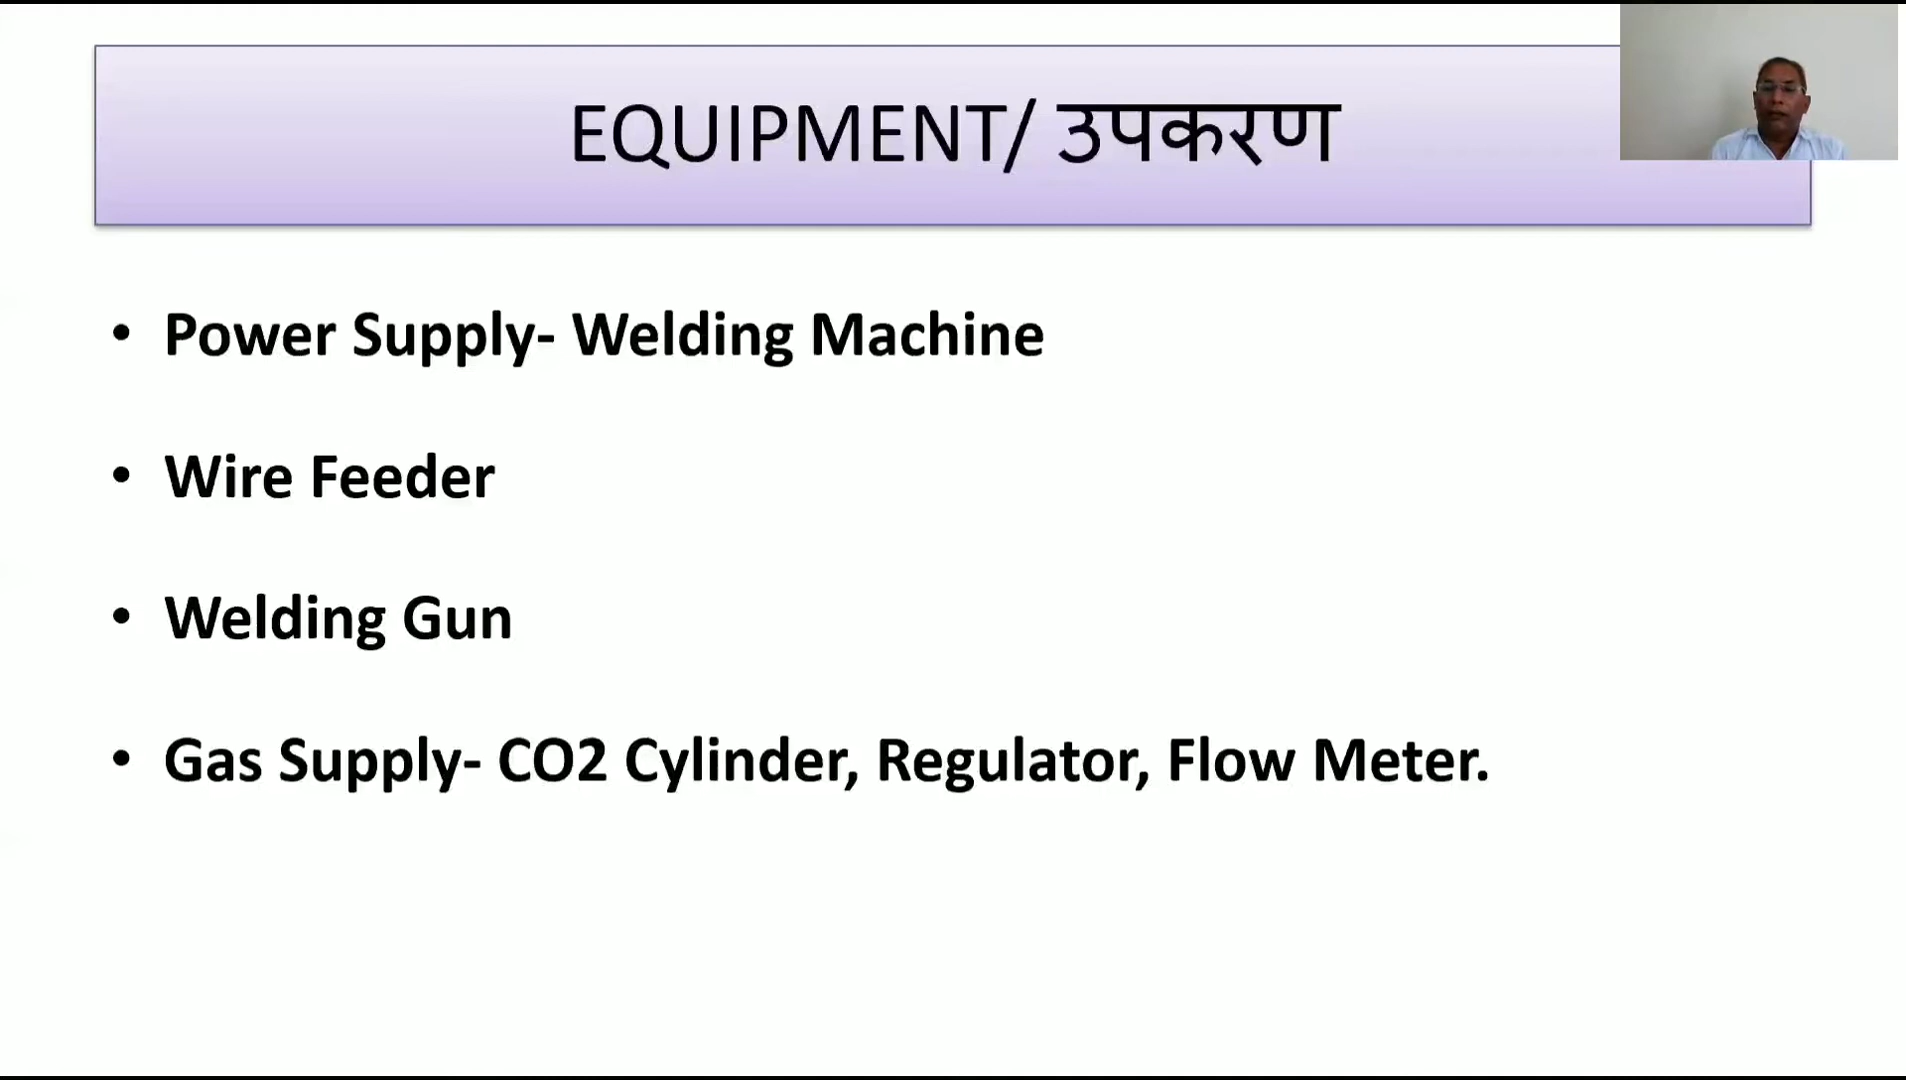 EQUIPMENT/ उपकरण
• Power Supply- Welding Machine
• Wire Feeder
• Welding Gun
• Gas Supply- CO2 Cylinder, Regulator, Flow Meter.